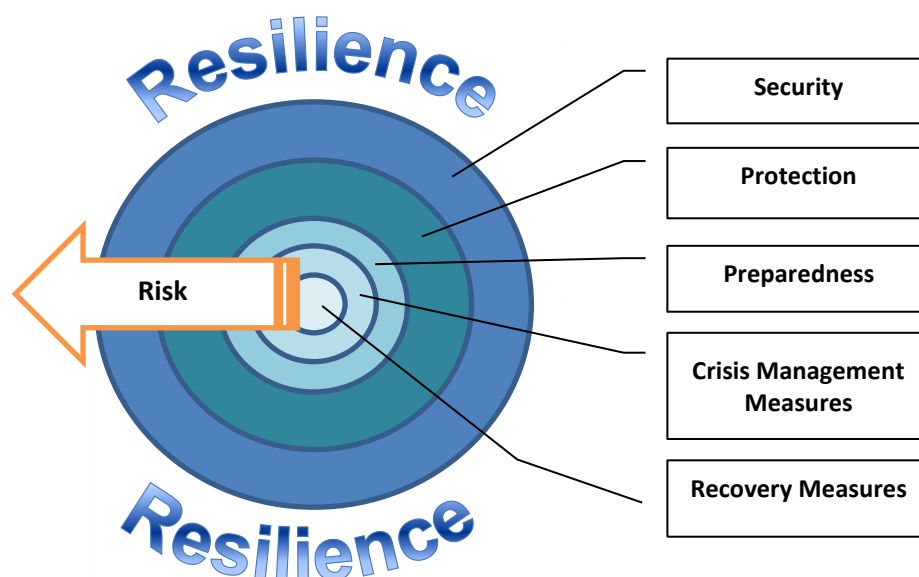 Resilience
Security
Protection
Preparedness
Risk
Crisis Management
Measures
Recovery Measures
Resilience